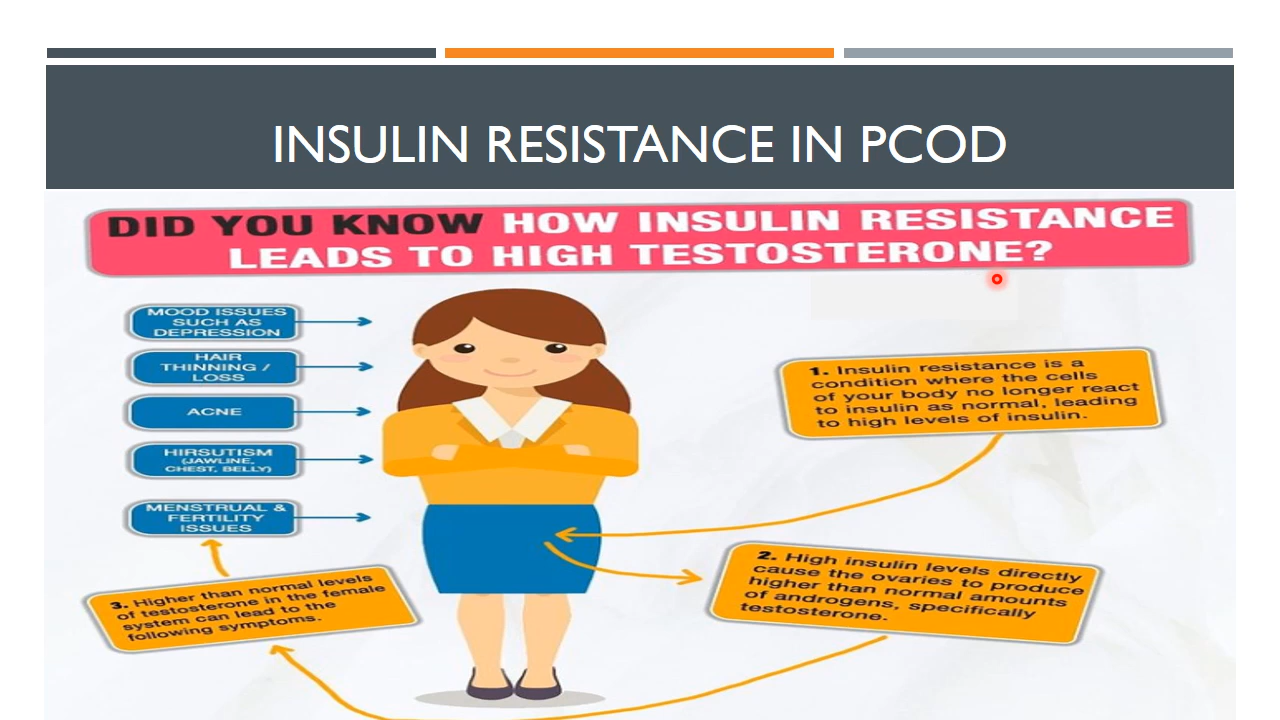 INSULIN RESISTANCE IN PCOD
DID YOU KNOW HOW INSULIN RESISTANCE
LEADS TO HIGH TESTOSTERONE?
MOOD ISSUES
SUCH AS
DEPRESSION
HAIR
THINNING /
LOSS
ACNE
HIRSUTISM
(JAWLINE,
CHEST, BELLY)
MENSTRUAL &
FERTILITY
ISSUES
1. Insulin resistance is a
condition where the cells
of your body no longer react
to insulin as normal, leading
to high levels of insulin.
2. High insulin levels directly
cause the ovaries to produce
higher than normal amounts
of androgens, specifically
testosterone.
3. Higher than normal levels
of testosterone in the female
system can lead to the
following symptoms.